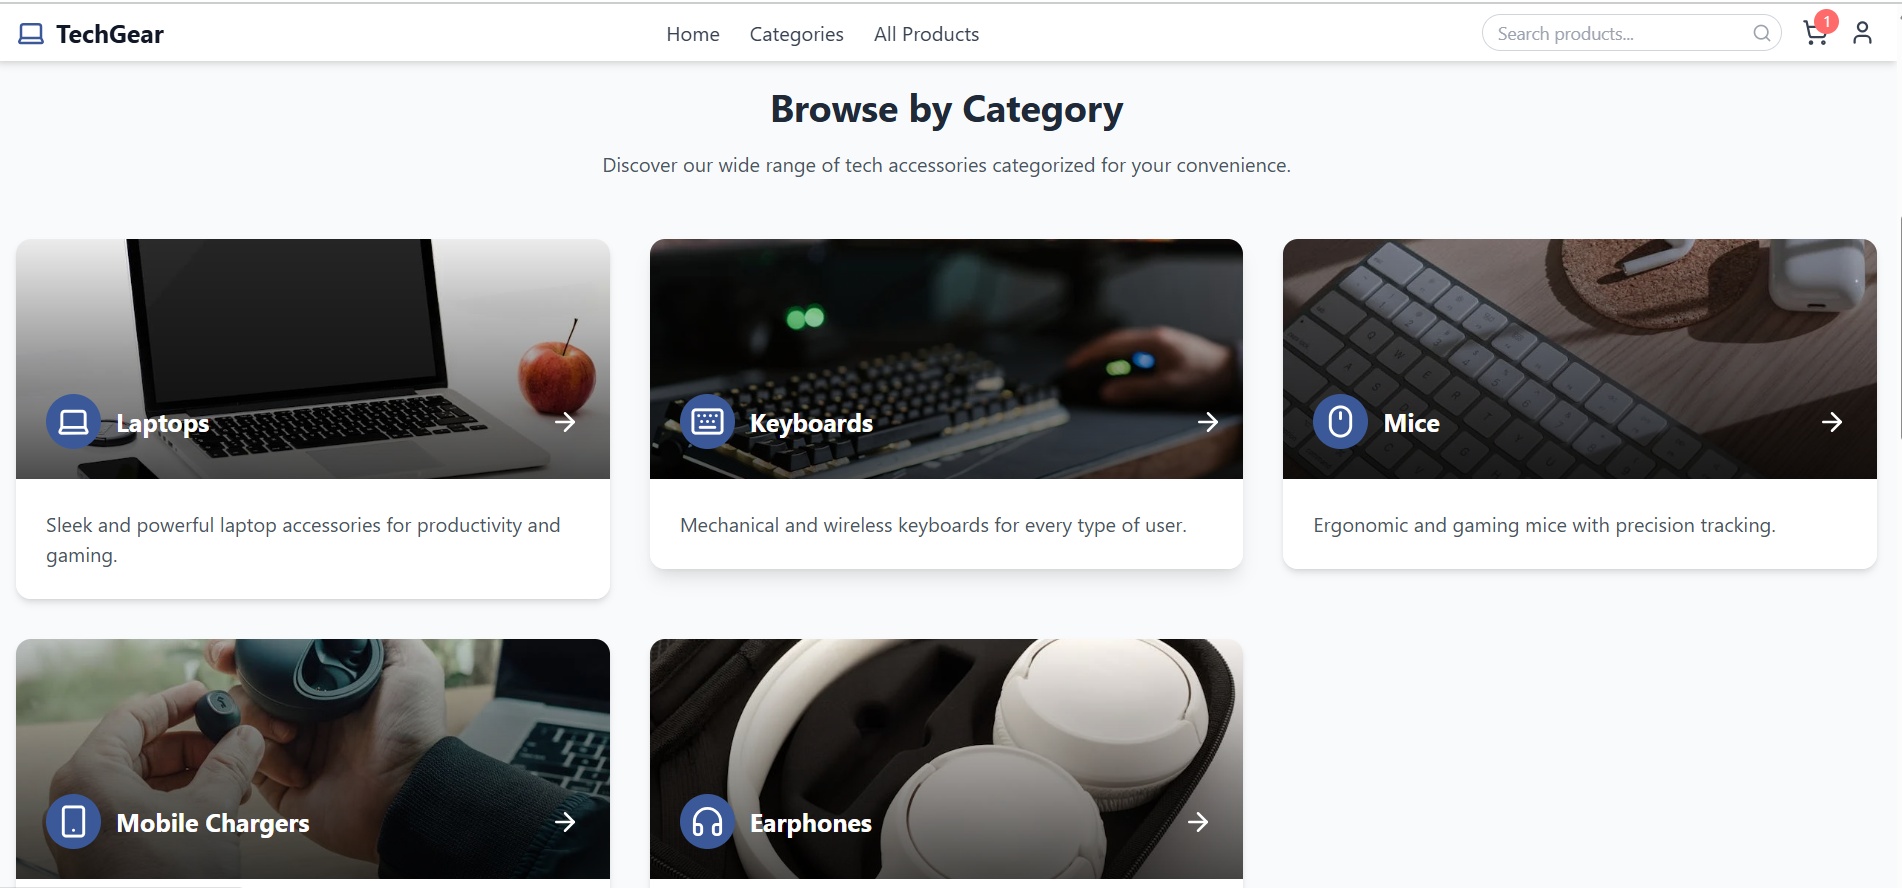 TechGear
Home
Categories
All Products
Search products...
1
Browse by Category
Discover our wide range of tech accessories categorized for your convenience.
Laptops
Keyboards
Mice
Sleek and powerful laptop accessories for productivity and
gaming.
Mechanical and wireless keyboards for every type of user.
Ergonomic and gaming mice with precision tracking.
Mobile Chargers
Earphones